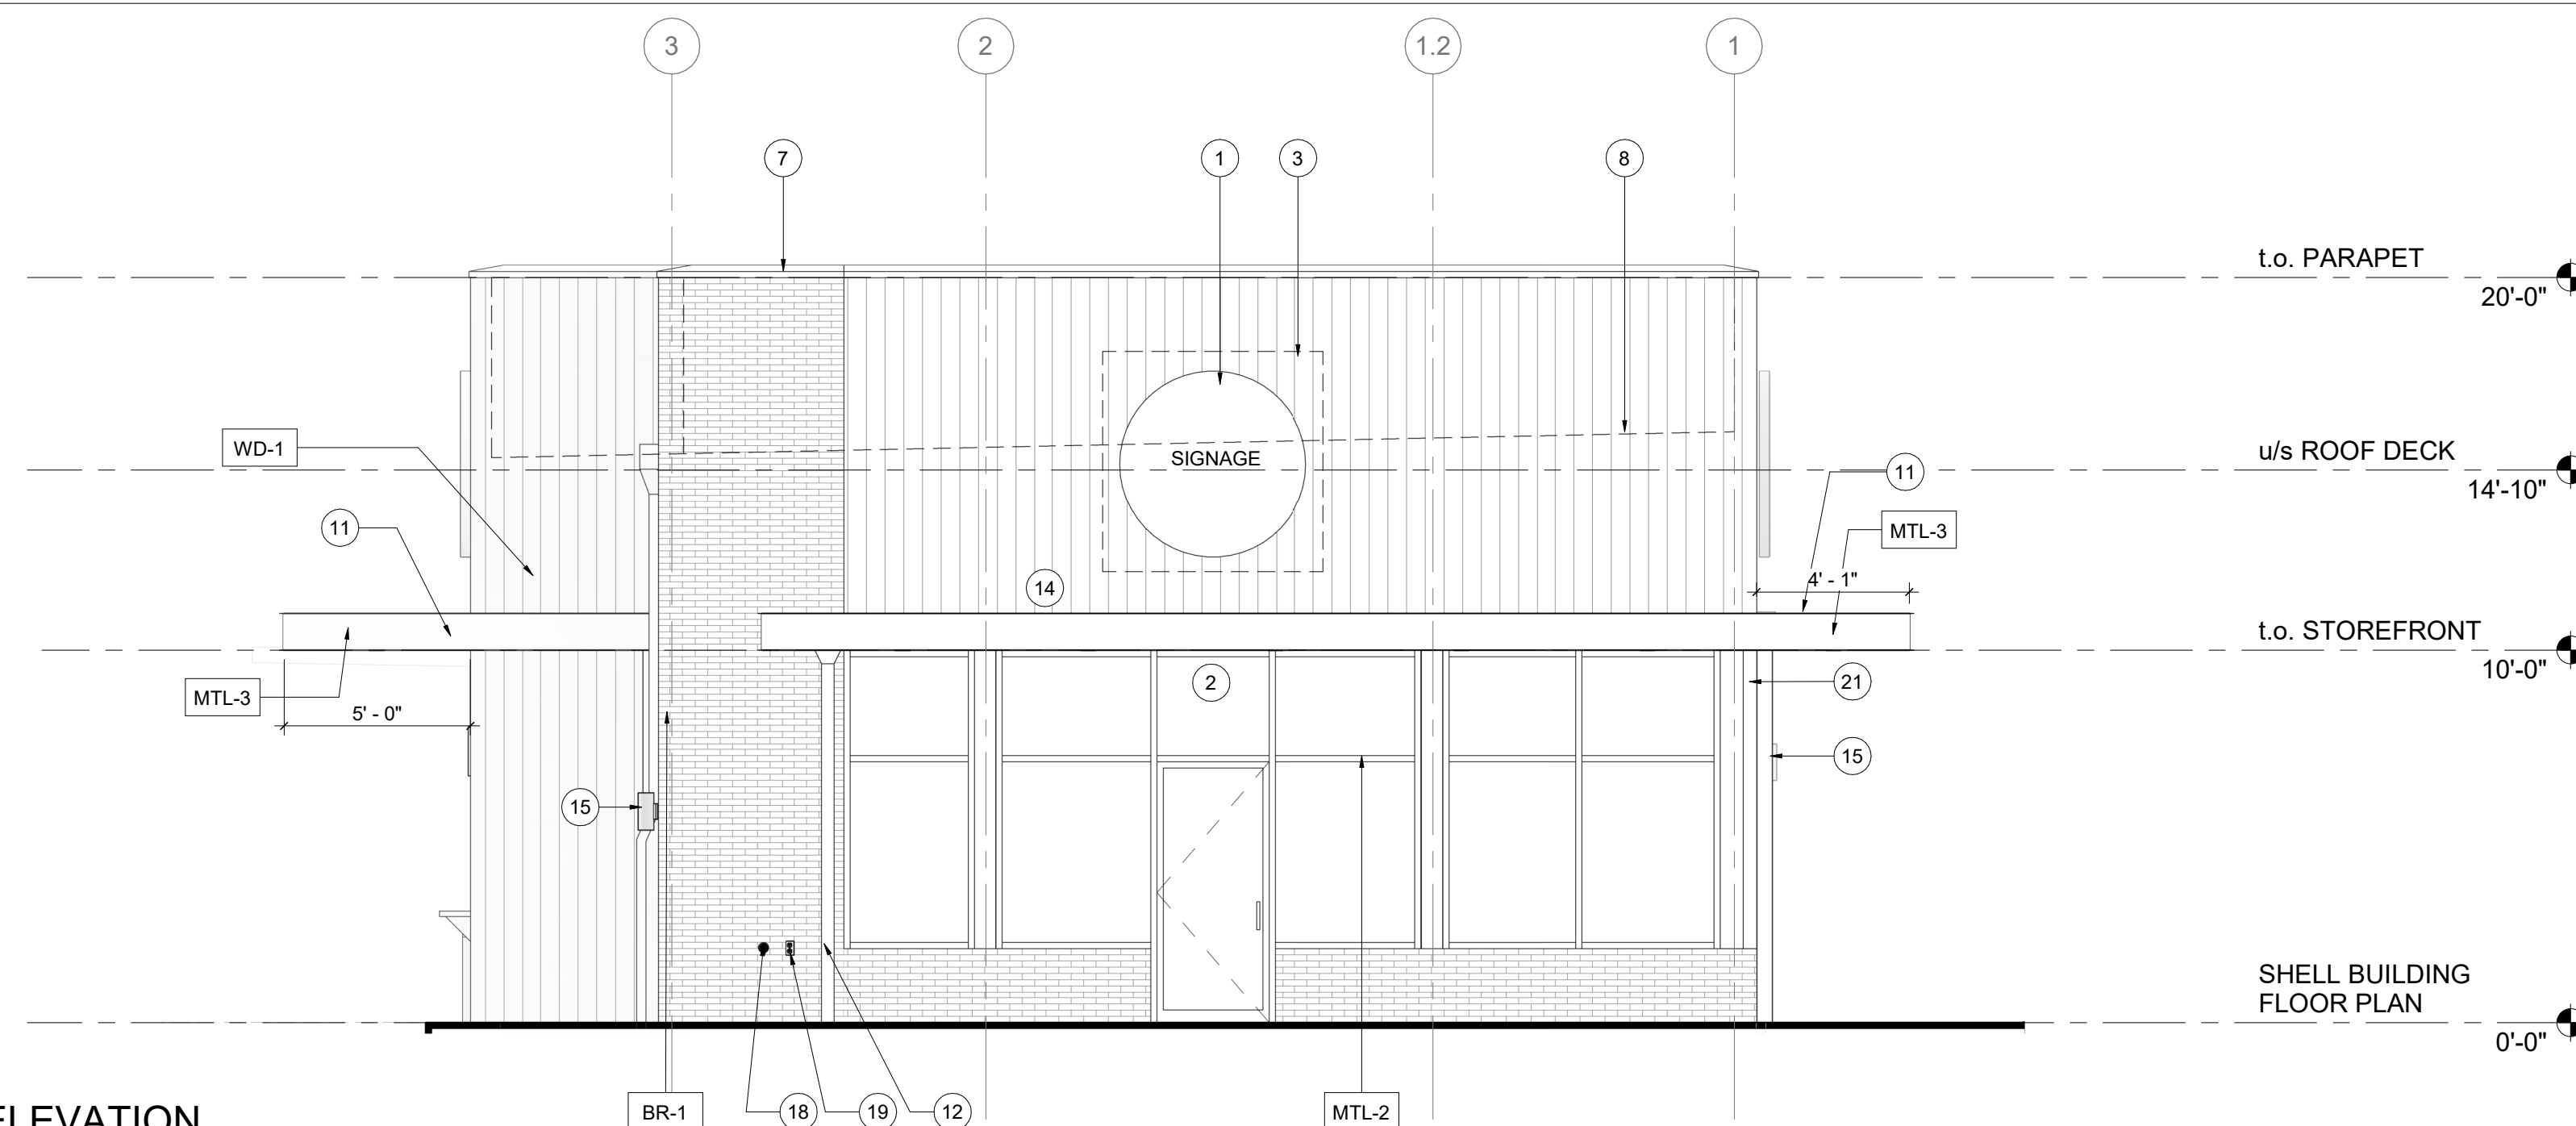 3
2
1.2
1
7
1
3
8
t.o. PARAPET
20'-0"
WD-1
SIGNAGE
u/s ROOF DECK
14'-10"
11
11
MTL-3
14
4' - 1"
t.o. STOREFRONT
10'-0"
MTL-3
5' - 0"
2
21
15
15
SHELL BUILDING
FLOOR PLAN
0'-0"
BR-1
18
19
12
MTL-2
ELEVATION